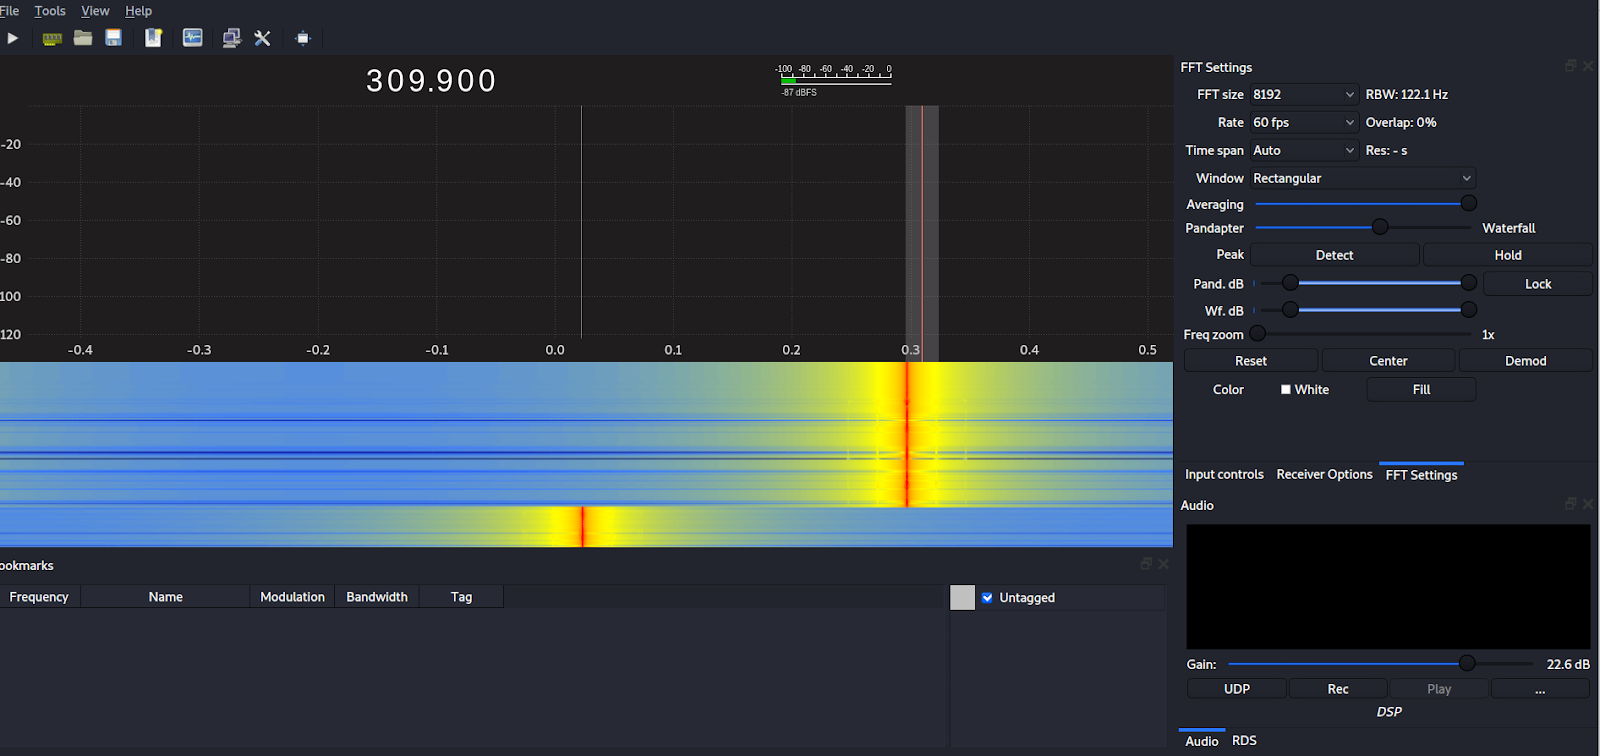 File Tools View Help
309.900
-100 -80 -60 -40 -20 0
-87 dBFS
-20
-40
-60
-80
100
120
-0.4 -0.3 -0.2 -0.1 0.0 0.1 0.2 0.3 0.4 0.5
ookmarks
Frequency Name Modulation Bandwidth Tag
Untagged
FFT Settings
FFT size 8192 RBW: 122.1 Hz
Rate 60 fps Overlap: 0%
Time span Auto Res: - s
Window Rectangular
Averaging
Pandapter Waterfall
Peak Detect Hold
Pand. dB Lock
Wf. dB
Freq zoom 1x
Reset Center Demod
Color White Fill
Input controls Receiver Options FFT Settings
Audio
Gain: 22.6 dB
UDP Rec Play ...
DSP
Audio RDS